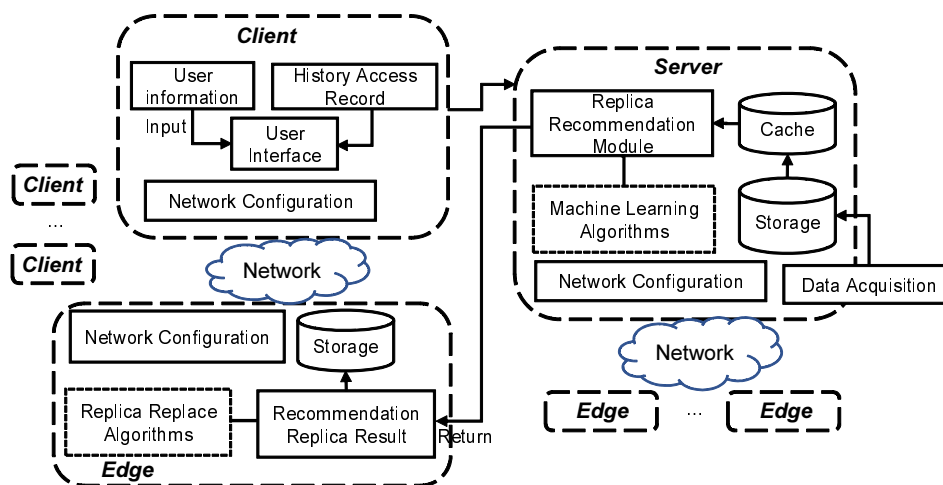 Client
User
information
History Access
Record
Input
User
Interface
Network Configuration
Client
...
Client
Network
Server
Replica
Recommendation
Module
Cache
Machine Learning
Algorithms
Storage
Network Configuration
Data Acquisition
Network
Edge
...
Edge
Network Configuration
Storage
Replica Replace
Algorithms
Recommendation
Replica Result
Return
Edge